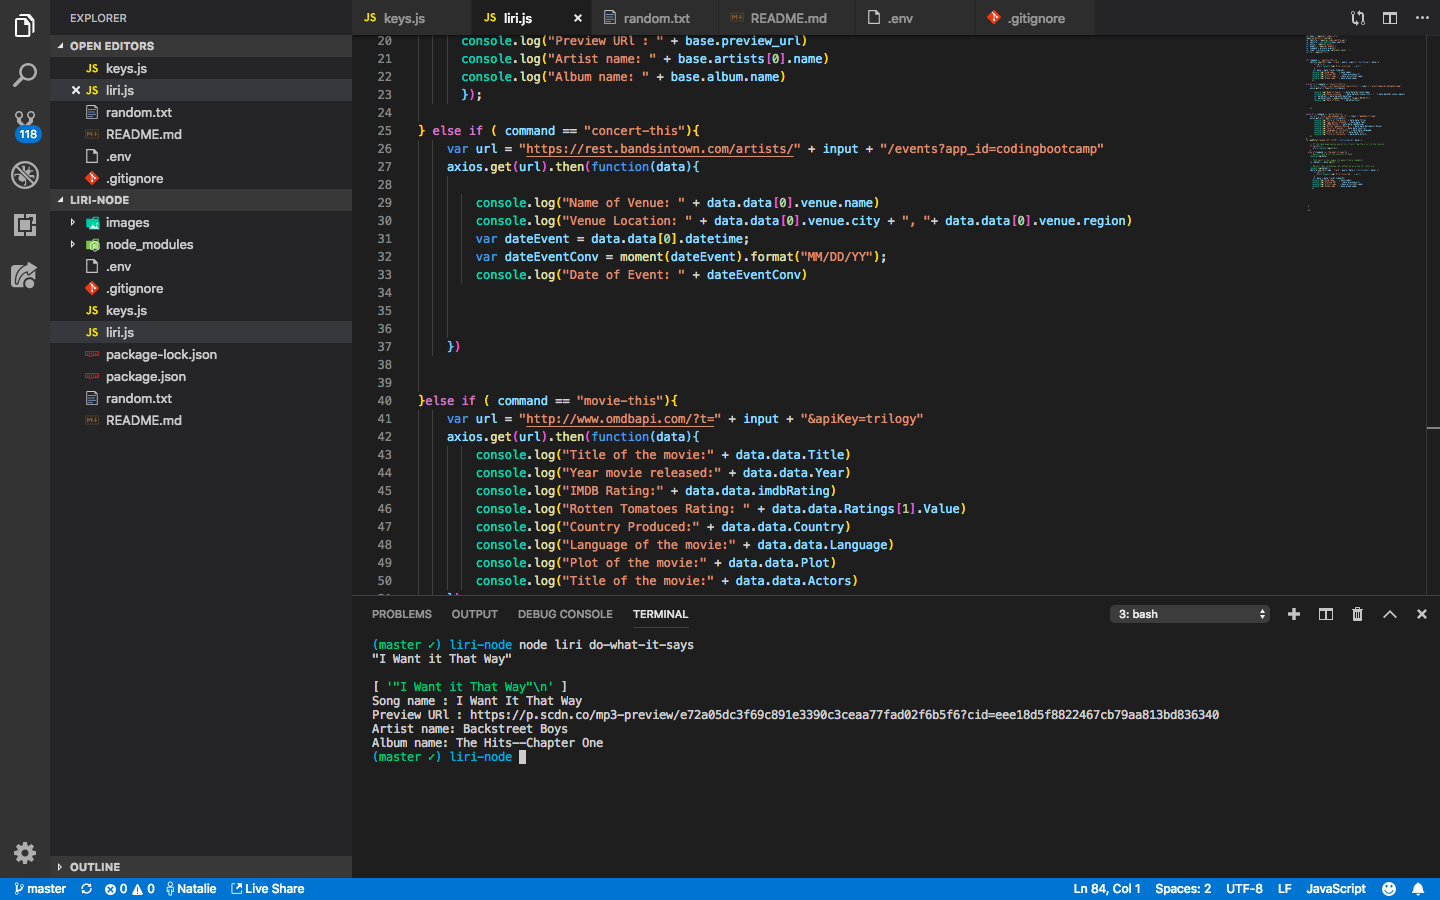 EXPLORER
OPEN EDITORS
JS keys.js
JS liri.js
random.txt
README.md
.env
.gitignore
118
LIRI-NODE
images
node_modules
.env
.gitignore
JS keys.js
JS liri.js
package-lock.json
package.json
random.txt
README.md
OUTLINE
JS keys.js
JS liri.js
random.txt
README.md
.env
.gitignore
20 console.log("Preview URl : " + base.preview_url)
21 console.log("Artist name: " + base.artists[0].name)
22 console.log("Album name: " + base.album.name)
23 });
24
25 } else if ( command == "concert-this"){
26 var url = "https://rest.bandsintown.com/artists/" + input + "/events?app_id=codingbootcamp"
27 axios.get(url).then(function(data){
28
29 console.log("Name of Venue: " + data.data[0].venue.name)
30 console.log("Venue Location: " + data.data[0].venue.city + ", "+ data.data[0].venue.region)
31 var dateEvent = data.data[0].datetime;
32 var dateEventConv = moment(dateEvent).format("MM/DD/YY");
33 console.log("Date of Event: " + dateEventConv)
34
35
36
37 })
38
39
40 }else if ( command == "movie-this"){
41 var url = "http://www.omdbapi.com/?t=" + input + "&apiKey=trilogy"
42 axios.get(url).then(function(data){
43 console.log("Title of the movie:" + data.data.Title)
44 console.log("Year movie released:" + data.data.Year)
45 console.log("IMDB Rating:" + data.data.imdbRating)
46 console.log("Rotten Tomatoes Rating: " + data.data.Ratings[1].Value)
47 console.log("Country Produced:" + data.data.Country)
48 console.log("Language of the movie:" + data.data.Language)
49 console.log("Plot of the movie:" + data.data.Plot)
50 console.log("Title of the movie:" + data.data.Actors)
PROBLEMS OUTPUT DEBUG CONSOLE TERMINAL 3: bash
(master ✓) liri-node node liri do-what-it-says
"I Want it That Way"
[ '"I Want it That Way"\n' ]
Song name : I Want It That Way
Preview URl : https://p.scdn.co/mp3-preview/e72a05dc3f69c891e3390c3ceaa77fad02f6b5f6?cid=eee18d5f8822467cb79aa813bd836340
Artist name: Backstreet Boys
Album name: The Hits--Chapter One
(master ✓) liri-node
master 0 0 Natalie Live Share Ln 84, Col 1 Spaces: 2 UTF-8 LF JavaScript